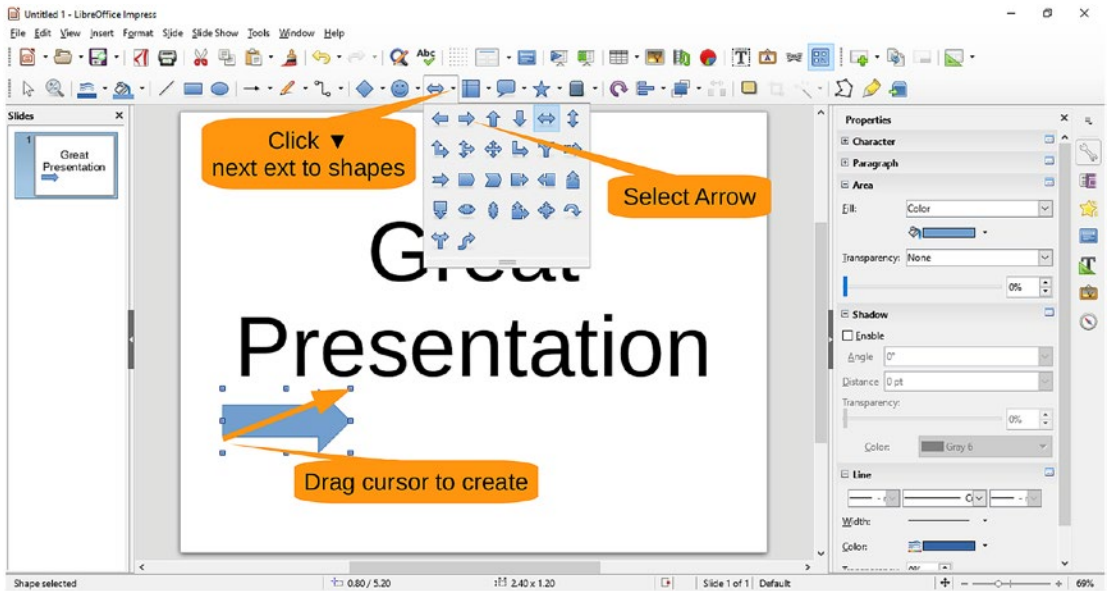 Untitled 1 - LibreOffice Impress
File Edit View Insert Format Slide Slide Show Tools Window Help
Abc
Slides
1
Great
Presentation
Click ▼
next ext to shapes
Select Arrow
Great
Presentation
Drag cursor to create
Properties
Character
Paragraph
Area
Fill: Color
Transparency: None
0%
Shadow
Enable
Angle 0°
Distance 0 pt
Transparency:
0%
Color: Gray 6
Line
Width:
Color:
Shape selected 0.80 / 5.20 2.40 x 1.20 Slide 1 of 1 Default 69%